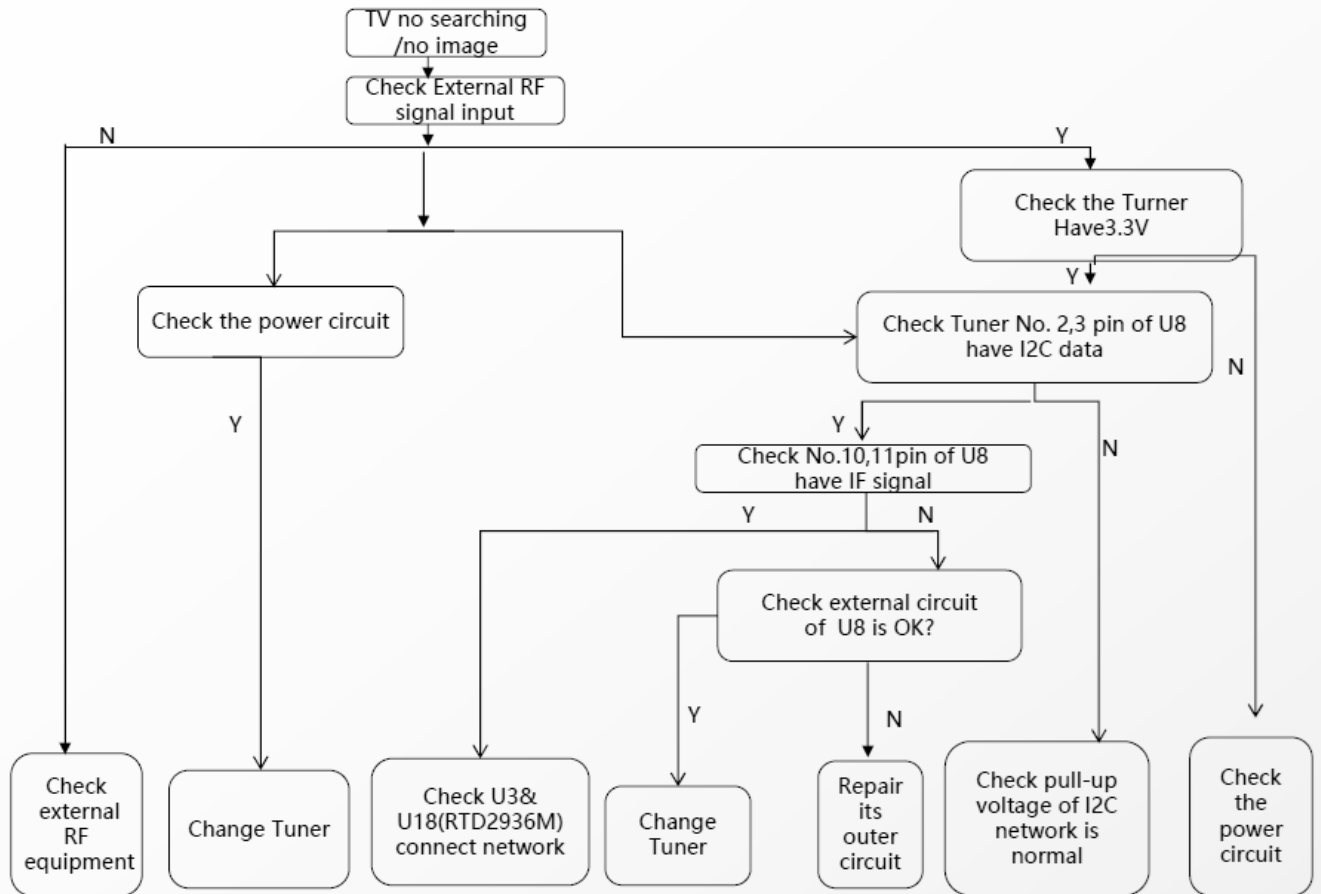 TV no searching
/no image
Check External RF
signal input
N
Y
Check the Turner
Have3.3V
Y
Check the power circuit
Check Tuner No. 2,3 pin of U8
have I2C data
N
Y
Y
N
Check No.10,11pin of U8
have IF signal
Y
N
Check external circuit
of U8 is OK?
Y
N
Check
external
RF
equipment
Change Tuner
Check U3&
U18(RTD2936M)
connect network
Change
Tuner
Repair
its
outer
circuit
Check pull-up
voltage of I2C
network is
normal
Check
the
power
circuit